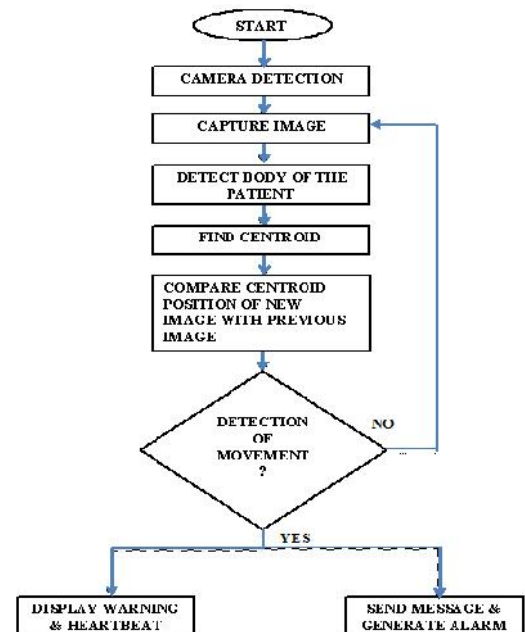 START
CAMERA DETECTION
CAPTURE IMAGE
DETECT BODY OF THE
PATIENT
FIND CENTROID
COMPARE CENTROID
POSITION OF NEW
IMAGE WITH PREVIOUS
IMAGE
DETECTION
OF
MOVEMENT
?
NO
YES
DISPLAY WARNING
& HEARTBEAT
SEND MESSAGE &
GENERATE ALARM